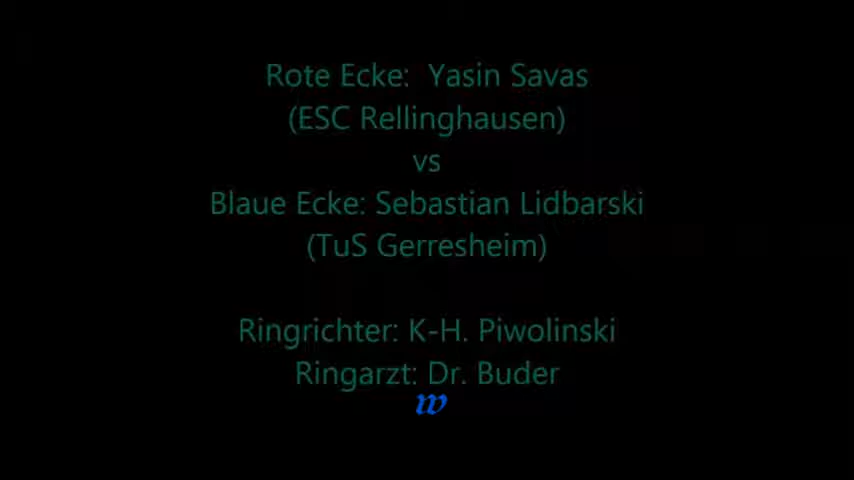 Rote Ecke:  Yasin Savas
(ESC Rellinghausen)
vs
Blaue Ecke: Sebastian Lidbarski
(TuS Gerresheim)
Ringrichter: K-H. Piwolinski
Ringarzt: Dr. Buder
w